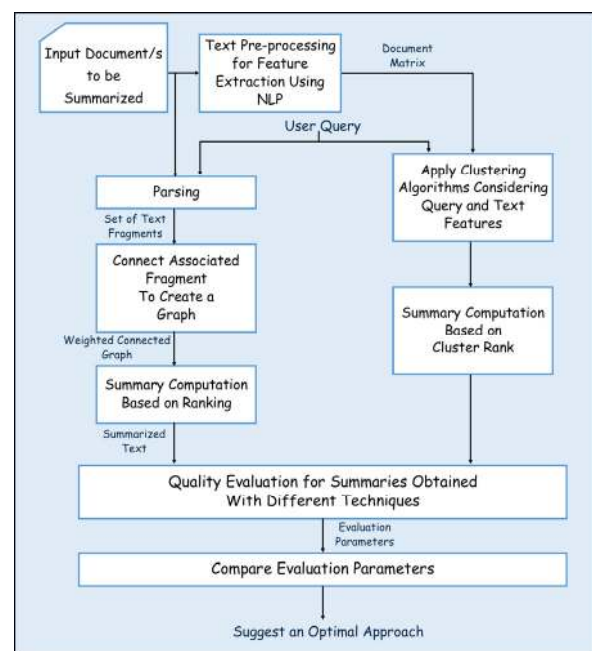 Input Document/s
to be
Summarized
Text Pre-processing
for Feature
Extraction Using
NLP
Document
Matrix
User Query
Parsing
Apply Clustering
Algorithms Considering
Query and Text
Features
Set of Text
Fragments
Connect Associated
Fragment
To Create a
Graph
Summary Computation
Based on
Cluster Rank
Weighted Connected
Graph
Summary Computation
Based on Ranking
Summarized
Text
Quality Evaluation for Summaries Obtained
With Different Techniques
Evaluation
Parameters
Compare Evaluation Parameters
Suggest an Optimal Approach